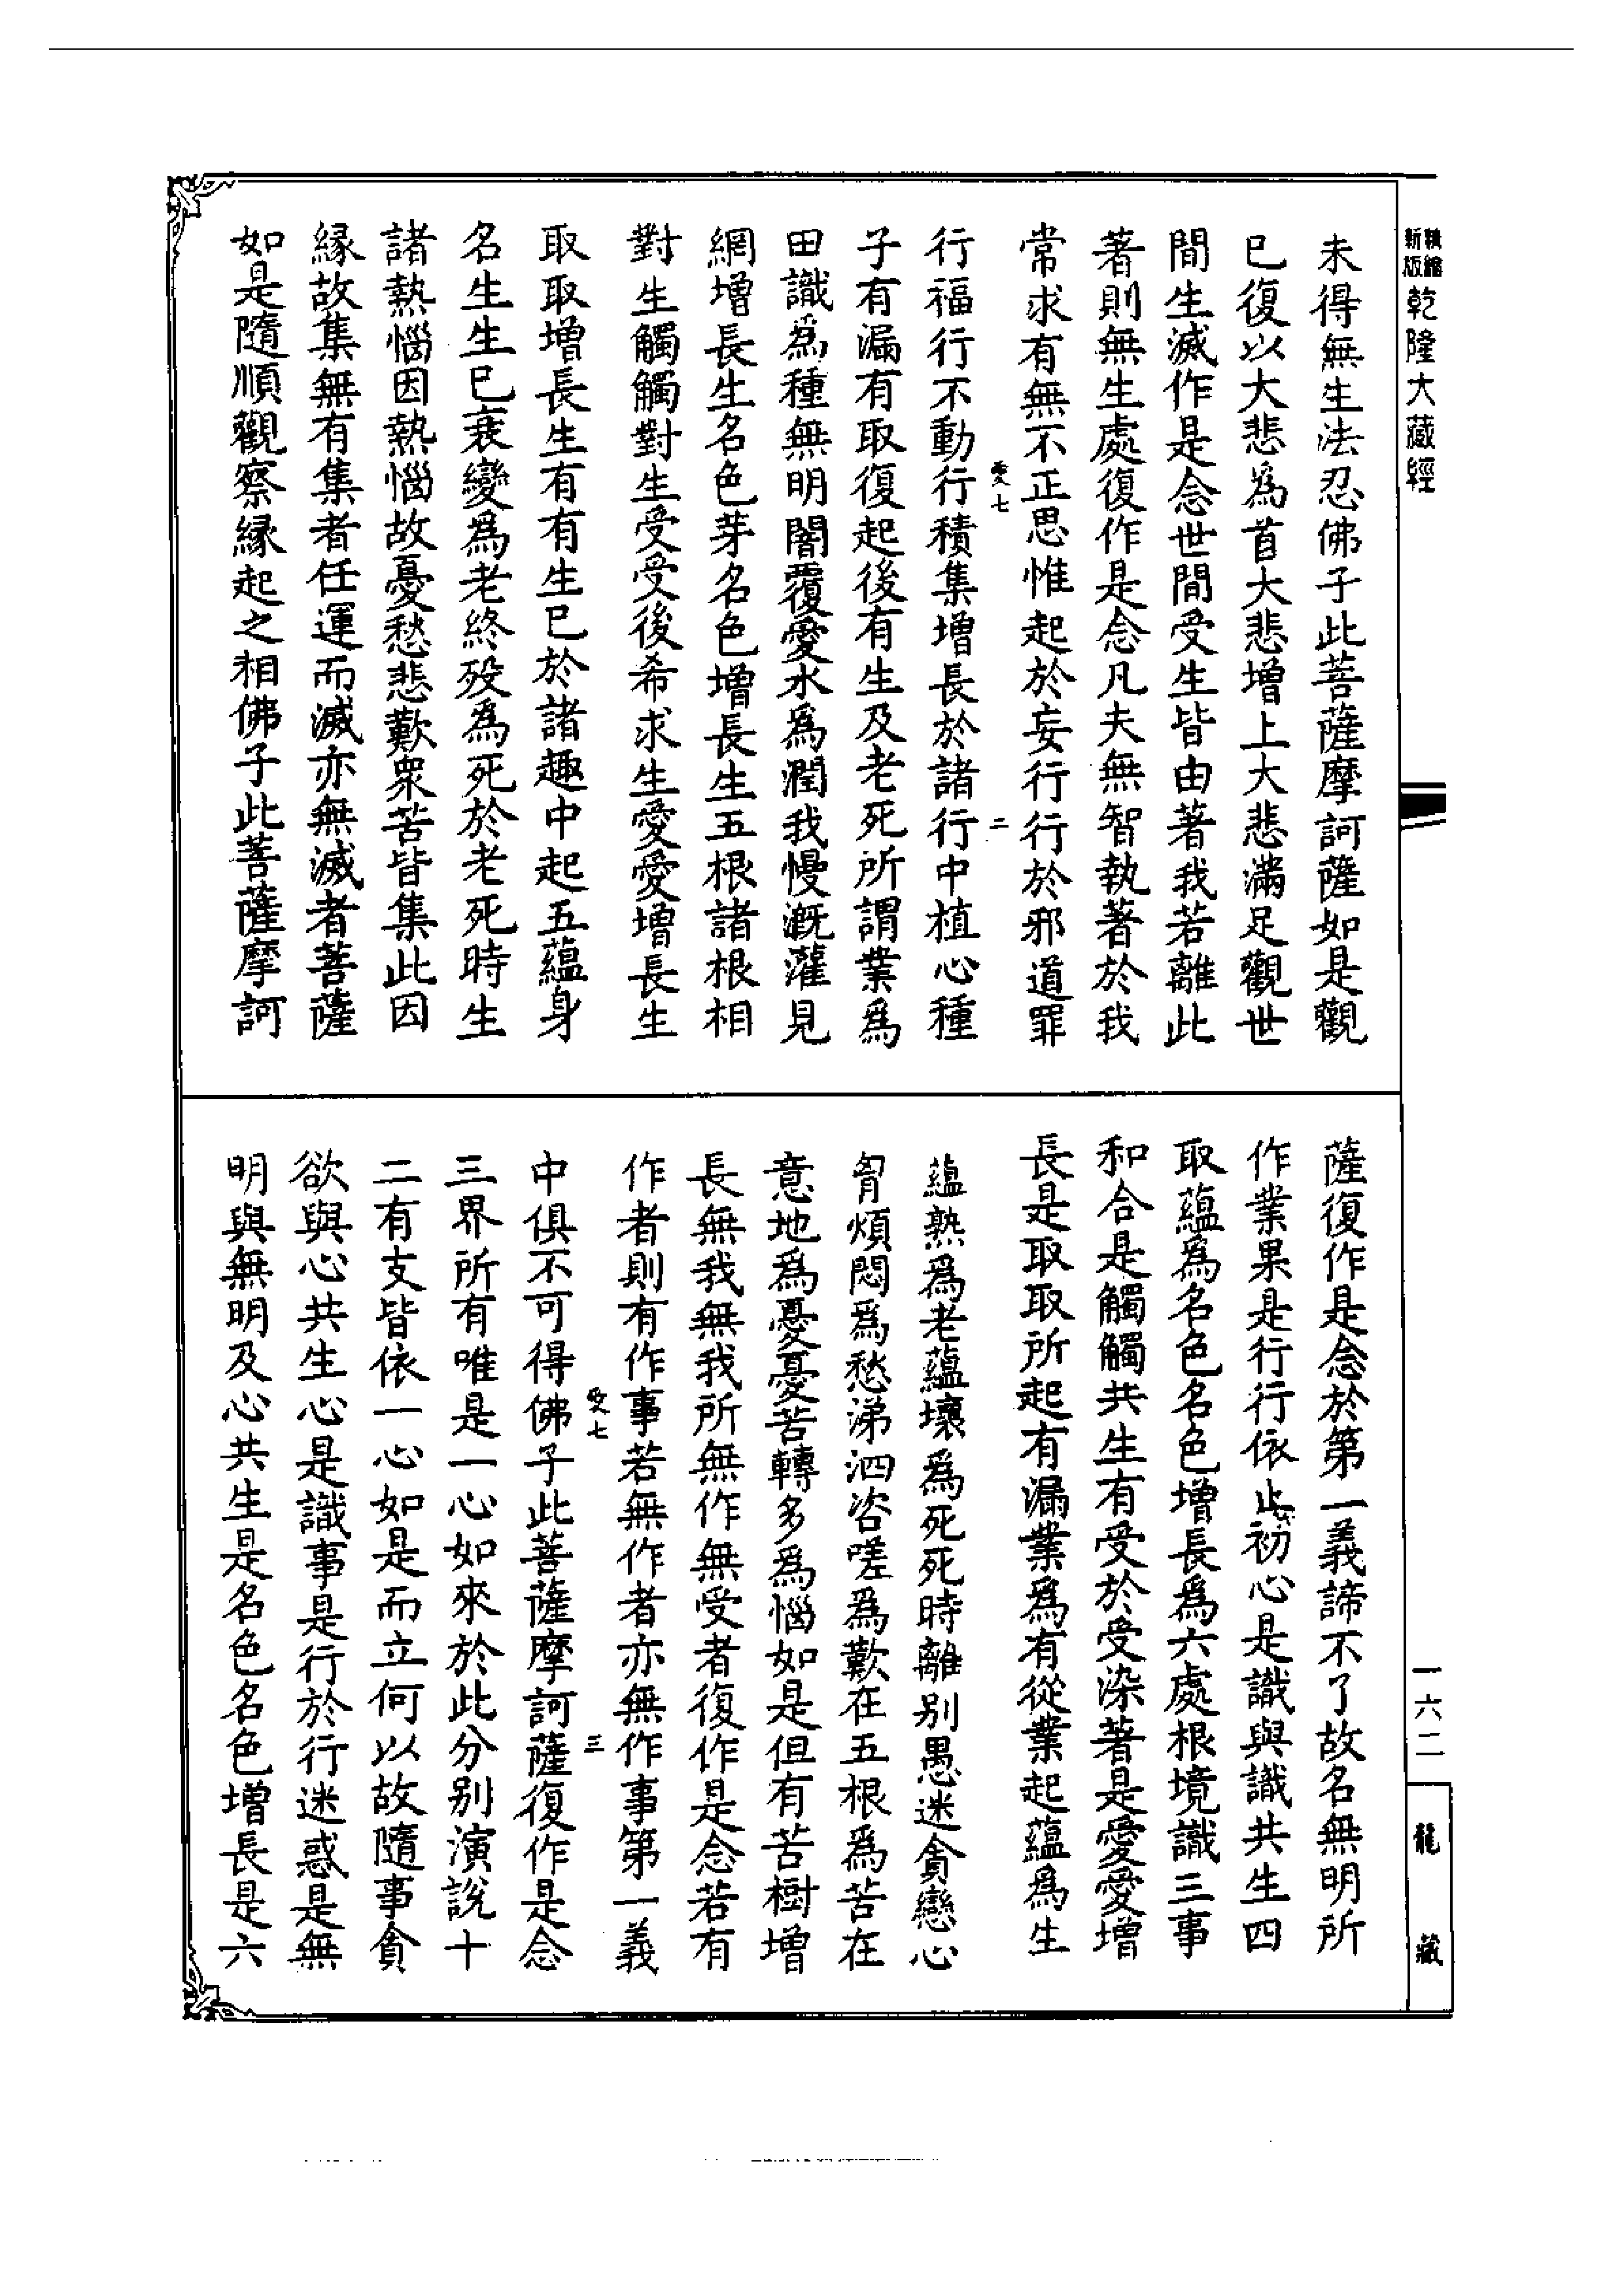 新版精縮乾隆大藏經
未得無生法忍佛子此菩薩摩訶薩如是觀
已復以大悲為首大悲增上大悲滿足觀世
間生滅作是念世間受生皆由著我若離此
著則無生處復作是念凡夫無智執著於我
常求有無不正思惟起於妄行行於邪道罪
愛七 二
行福行不動行積集增長於諸行中植心種
子有漏有取復起後有生及老死所謂業為
田識為種無明闇覆愛水為潤我慢溉灌見
網增長生名色芽名色增長生五根諸根相
對生觸觸對生受受後希求生愛愛增長生
取取增長生有有生已於諸趣中起五蘊身
名生生已衰變為老終歿為死於老死時生
諸熱惱因熱惱故憂愁悲歎衆苦皆集此因
緣故集無有集者任運而滅亦無滅者菩薩
如是隨順觀察緣起之相佛子此菩薩摩訶
薩復作是念於第一義諦不了故名無明所
作業果是行行依止初心是識與識共生四
取蘊為名色名色增長為六處根境識三事
和合是觸觸共生有受於受染著是愛愛增
長是取取所起有漏業為有從業起蘊為生
蘊熟為老蘊壞為死死時離別愚迷貪戀心
胷煩悶為愁涕泗咨嗟為歎在五根為苦在
意地為憂憂苦轉多為惱如是但有苦樹增
長無我無我所無作無受者復作是念若有
作者則有作事若無作者亦無作事第一義
愛七 三
中俱不可得佛子此菩薩摩訶薩復作是念
三界所有唯是一心如來於此分別演說十
二有支皆依一心如是而立何以故隨事貪
欲與心共生心是識事是行於行迷惑是無
明與無明及心共生是名色名色增長是六
一六二
龍藏